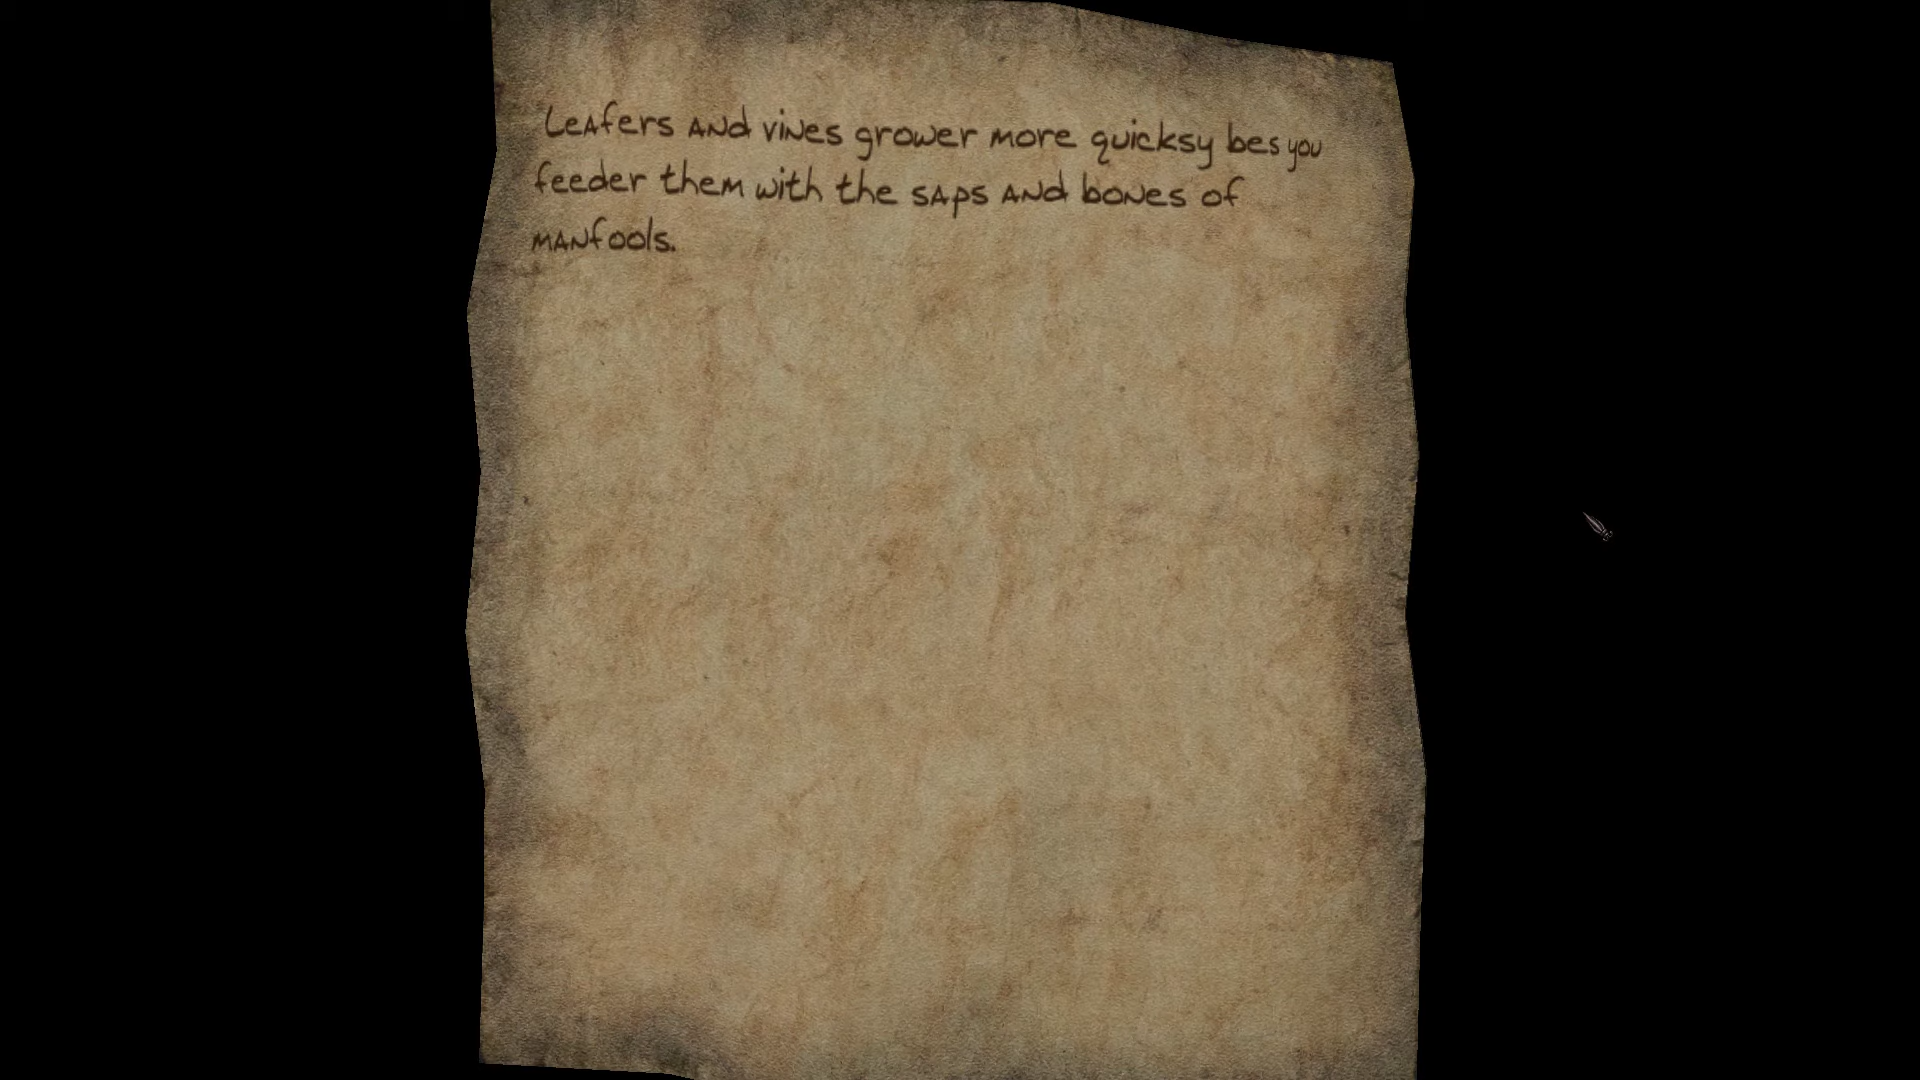 Leafers and vines grower more quicksy bes you
feeder them with the saps and bones of
manfools.